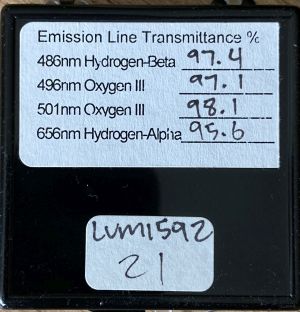 Emission Line Transmittance %
486nm Hydrogen-Beta 97.4
496nm Oxygen III 97.1
501nm Oxygen III 98.1
656nm Hydrogen-Alpha 95.6
LVM1592
21